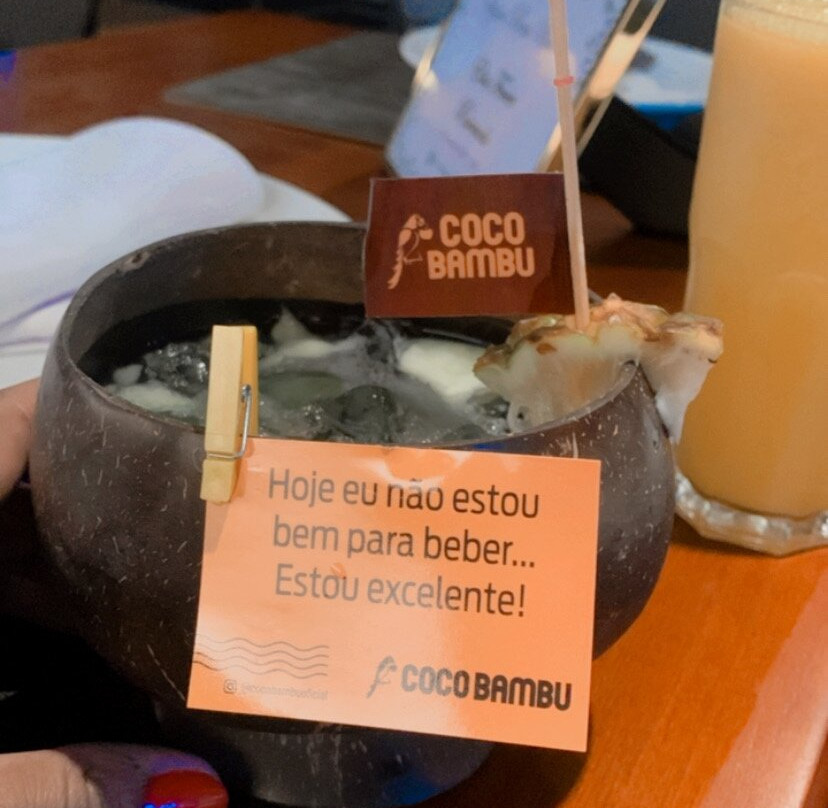 COCO
BAMBU
Hoje eu não estou
bem para beber...
Estou excelente!
COCO BAMBU